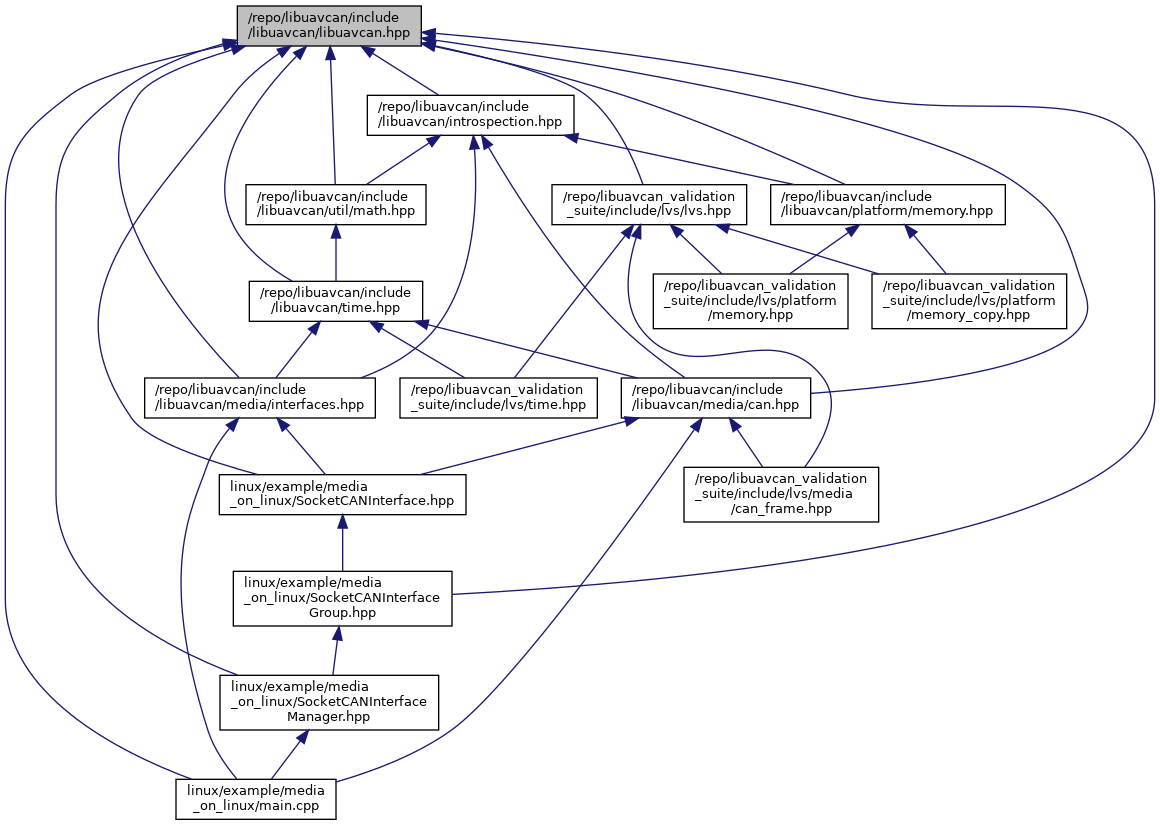 /repo/libuavcan/include
/libuavcan/libuavcan.hpp
/repo/libuavcan/include
/libuavcan/introspection.hpp
/repo/libuavcan/include
/libuavcan/util/math.hpp
/repo/libuavcan_validation
_suite/include/lvs/lvs.hpp
/repo/libuavcan/include
/libuavcan/platform/memory.hpp
/repo/libuavcan/include
/libuavcan/time.hpp
/repo/libuavcan_validation
_suite/include/lvs/platform
/memory.hpp
/repo/libuavcan_validation
_suite/include/lvs/platform
/memory_copy.hpp
/repo/libuavcan/include
/libuavcan/media/interfaces.hpp
/repo/libuavcan_validation
_suite/include/lvs/time.hpp
/repo/libuavcan/include
/libuavcan/media/can.hpp
linux/example/media
_on_linux/SocketCANInterface.hpp
/repo/libuavcan_validation
_suite/include/lvs/media
/can_frame.hpp
linux/example/media
_on_linux/SocketCANInterface
Group.hpp
linux/example/media
_on_linux/SocketCANInterface
Manager.hpp
linux/example/media
_on_linux/main.cpp